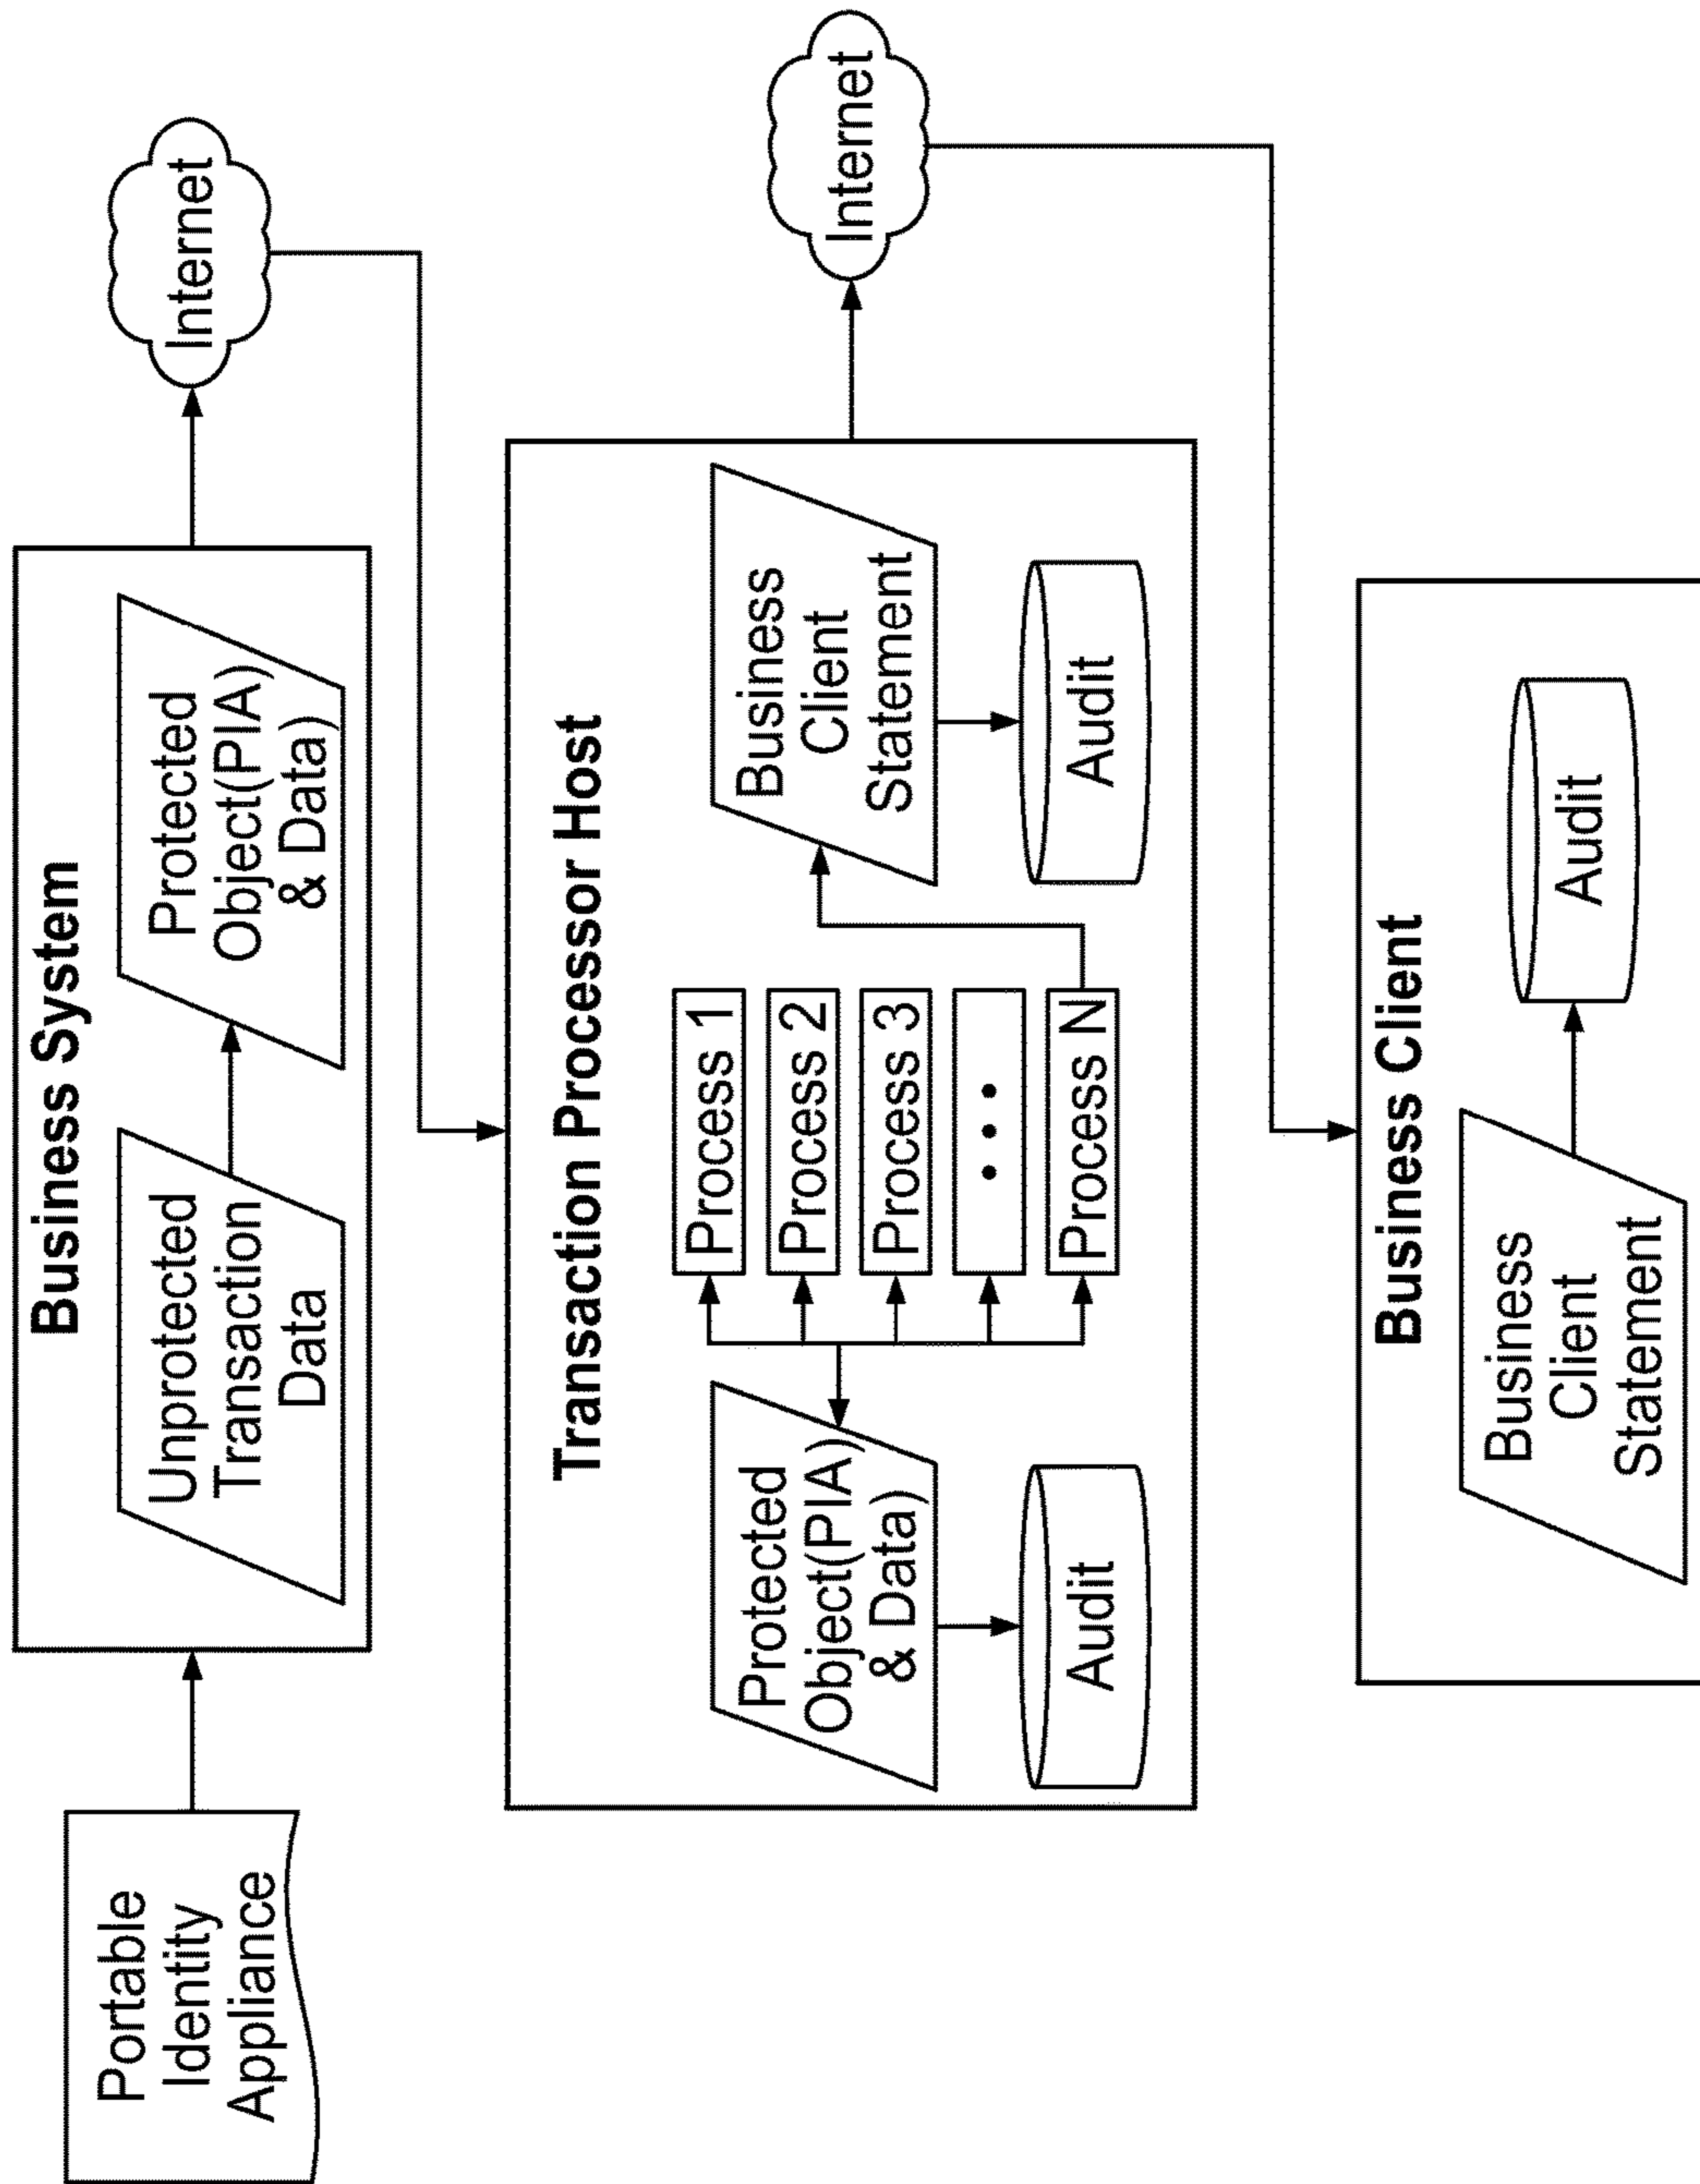 Portable
Identity
Appliance
Business System
Unprotected
Transaction
Data
Protected
Object(PIA)
& Data)
Internet
Transaction Processor Host
Protected
Object(PIA)
& Data)
Audit
Process 1
Process 2
Process 3
• • •
Process N
Business
Client
Statement
Audit
Internet
Business Client
Business
Client
Statement
Audit